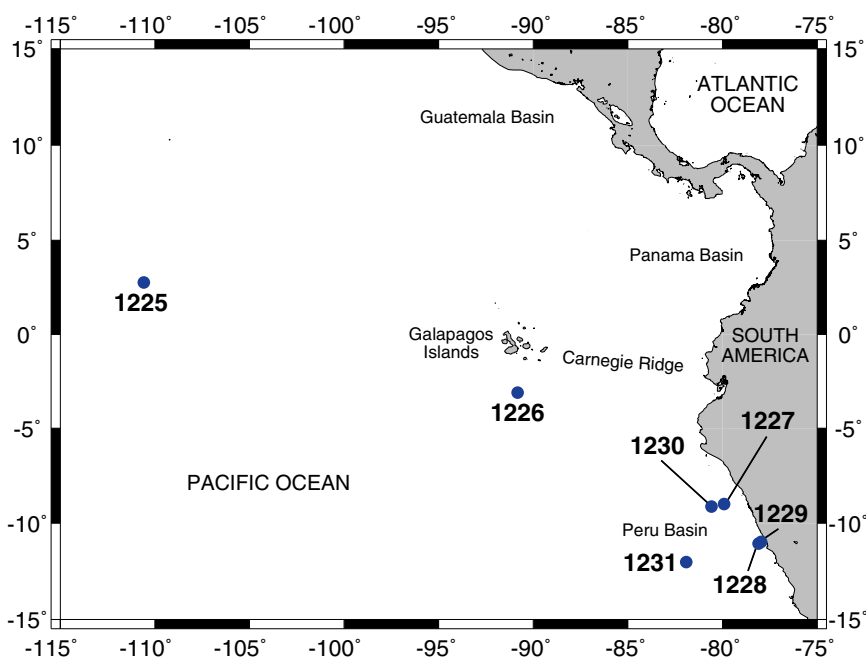 -115˚ -110˚ -105˚ -100˚ -95˚ -90˚ -85˚ -80˚ -75˚
15˚ 15˚
ATLANTIC
OCEAN
Guatemala Basin
10˚ 10˚
5˚ 5˚
Panama Basin
1225
0˚ 0˚
Galapagos
Islands
SOUTH
AMERICA
Carnegie Ridge
1226
-5˚ -5˚
1227
1230
PACIFIC OCEAN
1229
-10˚ -10˚
Peru Basin
1231
1228
-15˚ -15˚
-115˚ -110˚ -105˚ -100˚ -95˚ -90˚ -85˚ -80˚ -75˚